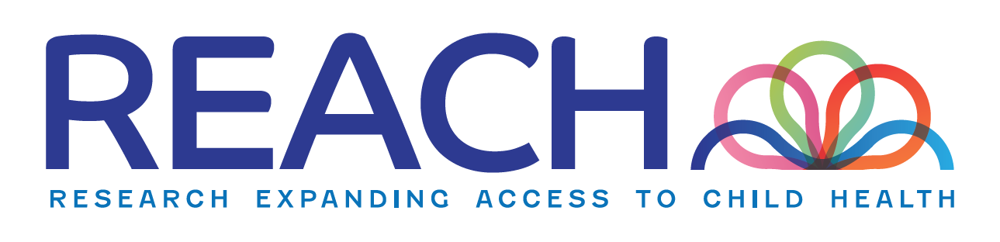 REACH
RESEARCH EXPANDING ACCESS TO CHILD HEALTH